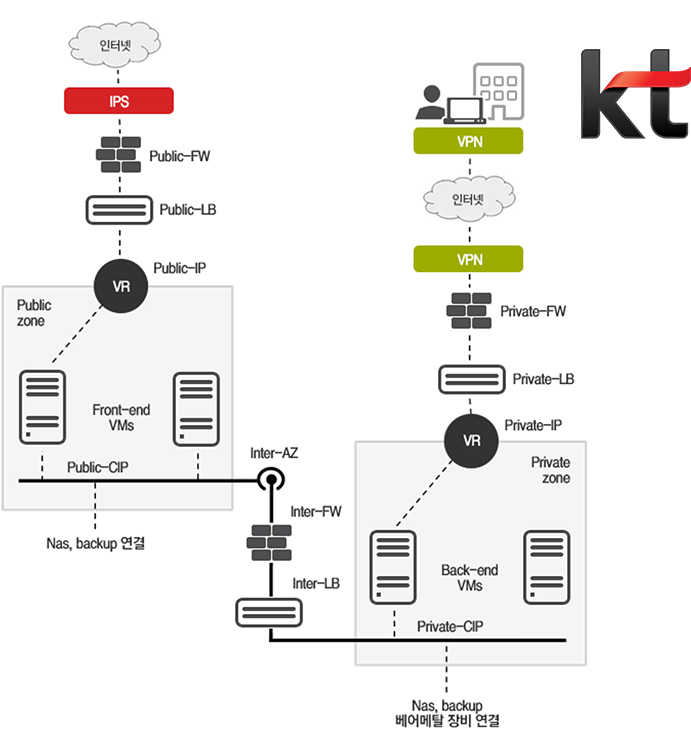 인터넷
IPS
Public-FW
Public-LB
Public-IP
VR
Public
zone
Front-end
VMs
Public-CIP
Nas, backup 연결
Inter-AZ
Inter-FW
Inter-LB
kt
VPN
인터넷
VPN
Private-FW
Private-LB
Private-IP
VR
Private
zone
Back-end
VMs
Private-CIP
Nas, backup
베어메탈 장비 연결